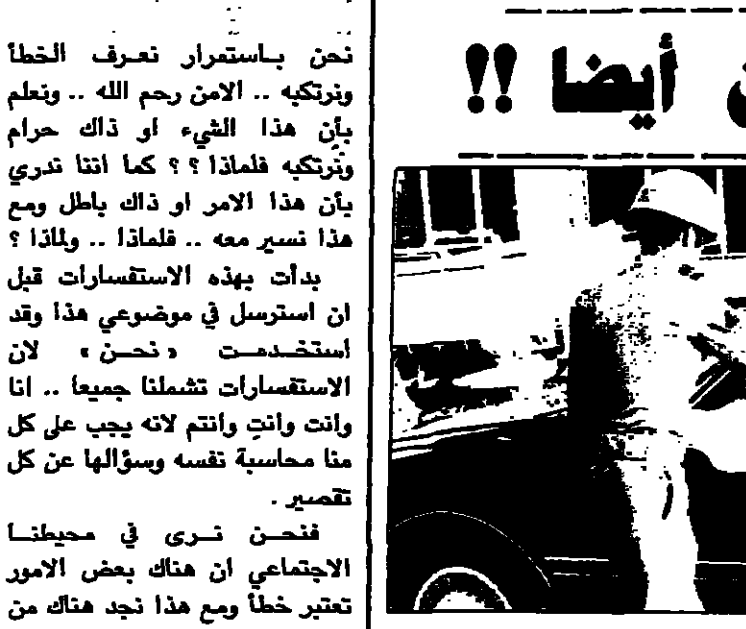 أيضا !!
نحن باستمرار نعرف الخطأ
ونرتكبه .. الامن رحم الله .. ونعلم
بأن هذا الشيء او ذاك حرام
ونرتكبه فلماذا ؟ ؟ كما اننا ندري
بأن هذا الامر او ذاك باطل ومع
هذا نسير معه .. فلماذا .. ولماذا ؟
بدأت بهذه الاستفسارات قبل
ان استرسل في موضوعي هذا وقد
استخدمت « نحن » لان
الاستفسارات تشملنا جميعا .. انا
وانت وانتِ وانتم لانه يجب على كل
منا محاسبة نفسه وسؤالها عن كل
تقصير .
فنحن نرى في محيطنا
الاجتماعي ان هناك بعض الامور
تعتبر خطأ ومع هذا نجد هناك من